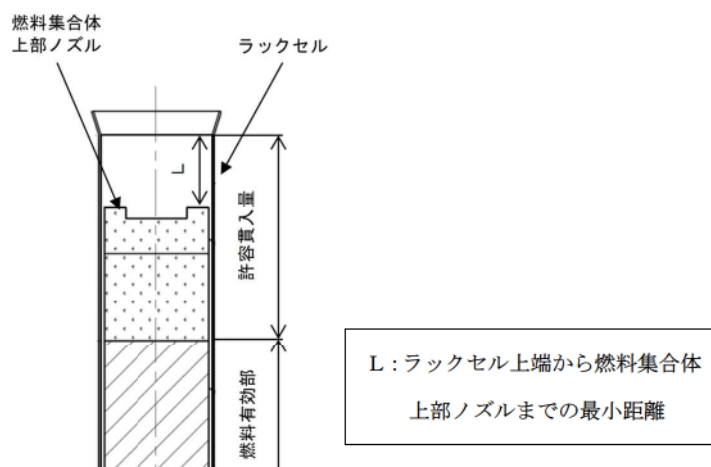 燃料集合体
上部ノズル
ラックセル
L
許容貫入量
燃料有効部
L：ラックセル上端から燃料集合体
上部ノズルまでの最小距離